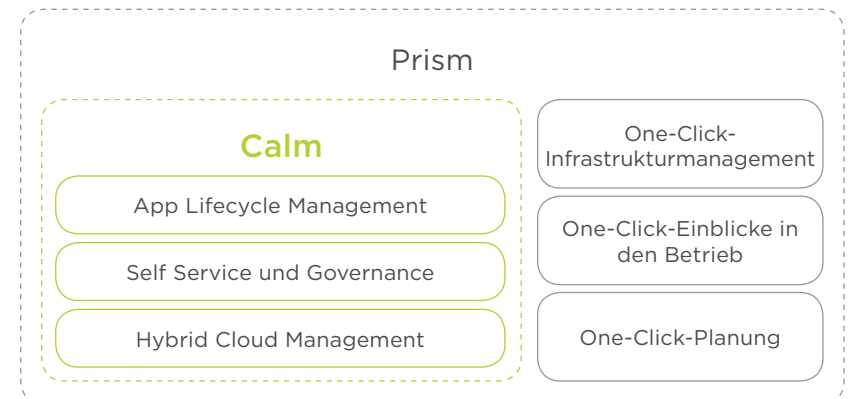 Prism
Calm
App Lifecycle Management
Self Service und Governance
Hybrid Cloud Management
One-Click-
Infrastrukturmanagement
One-Click-Einblicke in
den Betrieb
One-Click-Planung